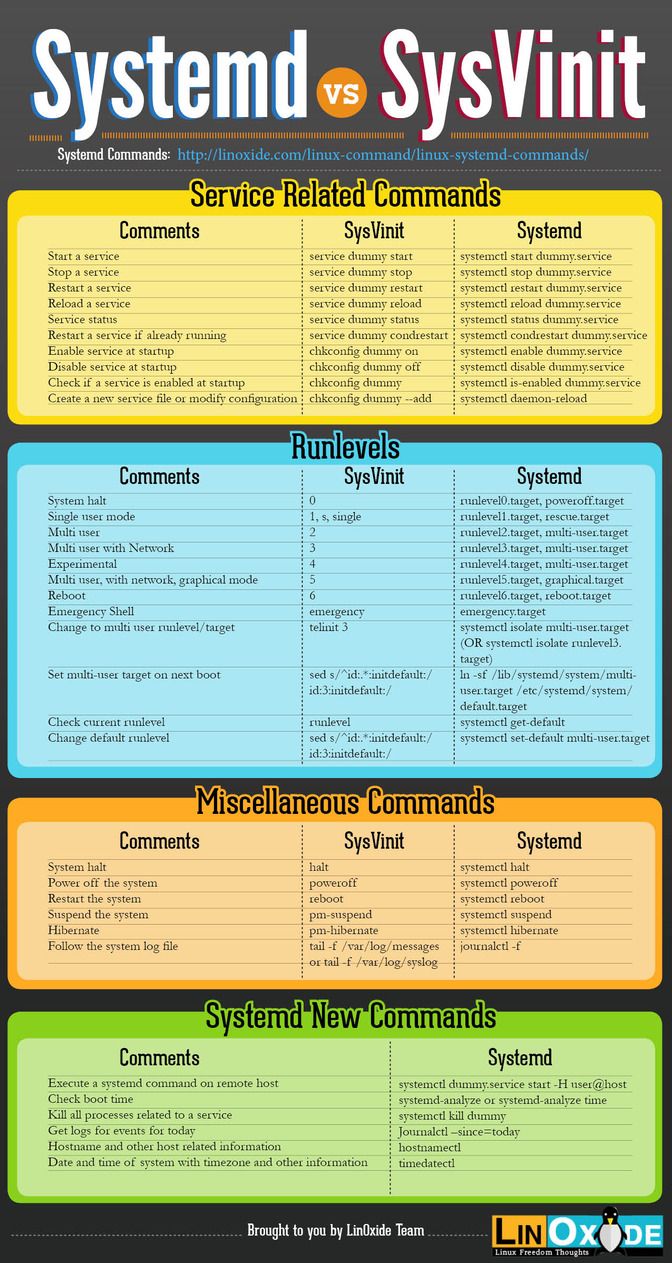 Systemd vs SysVinit
Systemd Commands: http://linoxide.com/linux-command/linux-systemd-commands/
Service Related Commands
Comments SysVinit Systemd
Start a service service dummy start systemctl start dummy.service
Stop a service service dummy stop systemctl stop dummy.service
Restart a service service dummy restart systemctl restart dummy.service
Reload a service service dummy reload systemctl reload dummy.service
Service status service dummy status systemctl status dummy.service
Restart a service if already running service dummy condrestart systemctl condrestart dummy.service
Enable service at startup chkconfig dummy on systemctl enable dummy.service
Disable service at startup chkconfig dummy off systemctl disable dummy.service
Check if a service is enabled at startup chkconfig dummy systemctl is-enabled dummy.service
Create a new service file or modify configuration chkconfig dummy --add systemctl daemon-reload
Runlevels
Comments SysVinit Systemd
System halt 0 runlevel0.target, poweroff.target
Single user mode 1, s, single runlevel1.target, rescue.target
Multi user 2 runlevel2.target, multi-user.target
Multi user with Network 3 runlevel3.target, multi-user.target
Experimental 4 runlevel4.target, multi-user.target
Multi user, with network, graphical mode 5 runlevel5.target, graphical.target
Reboot 6 runlevel6.target, reboot.target
Emergency Shell emergency emergency.target
Change to multi user runlevel/target telinit 3 systemctl isolate multi-user.target
(OR systemctl isolate runlevel3.
target)
Set multi-user target on next boot sed s/^id:.*:initdefault:/ ln -sf /lib/systemd/system/multi-
id:3:initdefault:/ user.target /etc/systemd/system/
default.target
Check current runlevel runlevel systemctl get-default
Change default runlevel sed s/^id:.*:initdefault:/ systemctl set-default multi-user.target
id:3:initdefault:/
Miscellaneous Commands
Comments SysVinit Systemd
System halt halt systemctl halt
Power off the system poweroff systemctl poweroff
Restart the system reboot systemctl reboot
Suspend the system pm-suspend systemctl suspend
Hibernate pm-hibernate systemctl hibernate
Follow the system log file tail -f /var/log/messages journalctl -f
or tail -f /var/log/syslog
Systemd New Commands
Comments Systemd
Execute a systemd command on remote host systemctl dummy.service start -H user@host
Check boot time systemd-analyze or systemd-analyze time
Kill all processes related to a service systemctl kill dummy
Get logs for events for today Journalctl –since=today
Hostname and other host related information hostnamectl
Date and time of system with timezone and other information timedatectl
Brought to you by LinOxide Team
LINOXIDE
Linux Freedom Thoughts